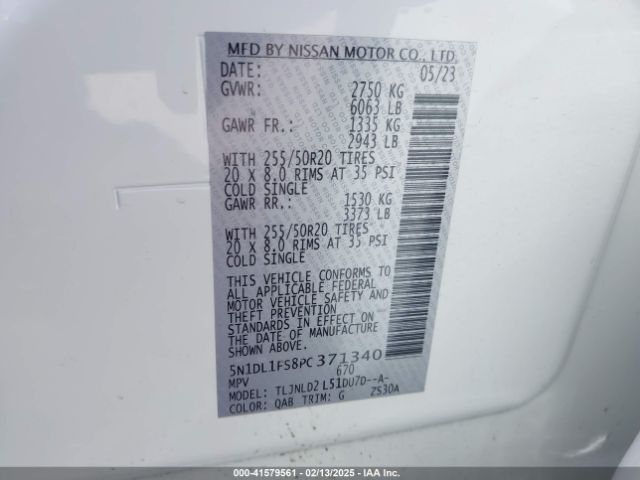 MFD BY NISSAN MOTOR CO., LTD.
DATE: 05/23
GVWR: 2750 KG
6063 LB
GAWR FR.: 1335 KG
2943 LB
WITH 255/50R20 TIRES
20 X 8.0 RIMS AT 35 PSI
COLD SINGLE
GAWR RR.: 1530 KG
3373 LB
WITH 255/50R20 TIRES
20 X 8.0 RIMS AT 35 PSI
COLD SINGLE
THIS VEHICLE CONFORMS TO
ALL APPLICABLE FEDERAL
MOTOR VEHICLE SAFETY AND
THEFT PREVENTION
STANDARDS IN EFFECT ON
THE DATE OF MANUFACTURE
SHOWN ABOVE.
5N1DL1FS8PC371340
MPV 670
MODEL: TLJNLD2 L51DU7D--A-
COLOR: QAB TRIM: G ZS30A
000-41579561 - 02/13/2025 - IAA Inc.